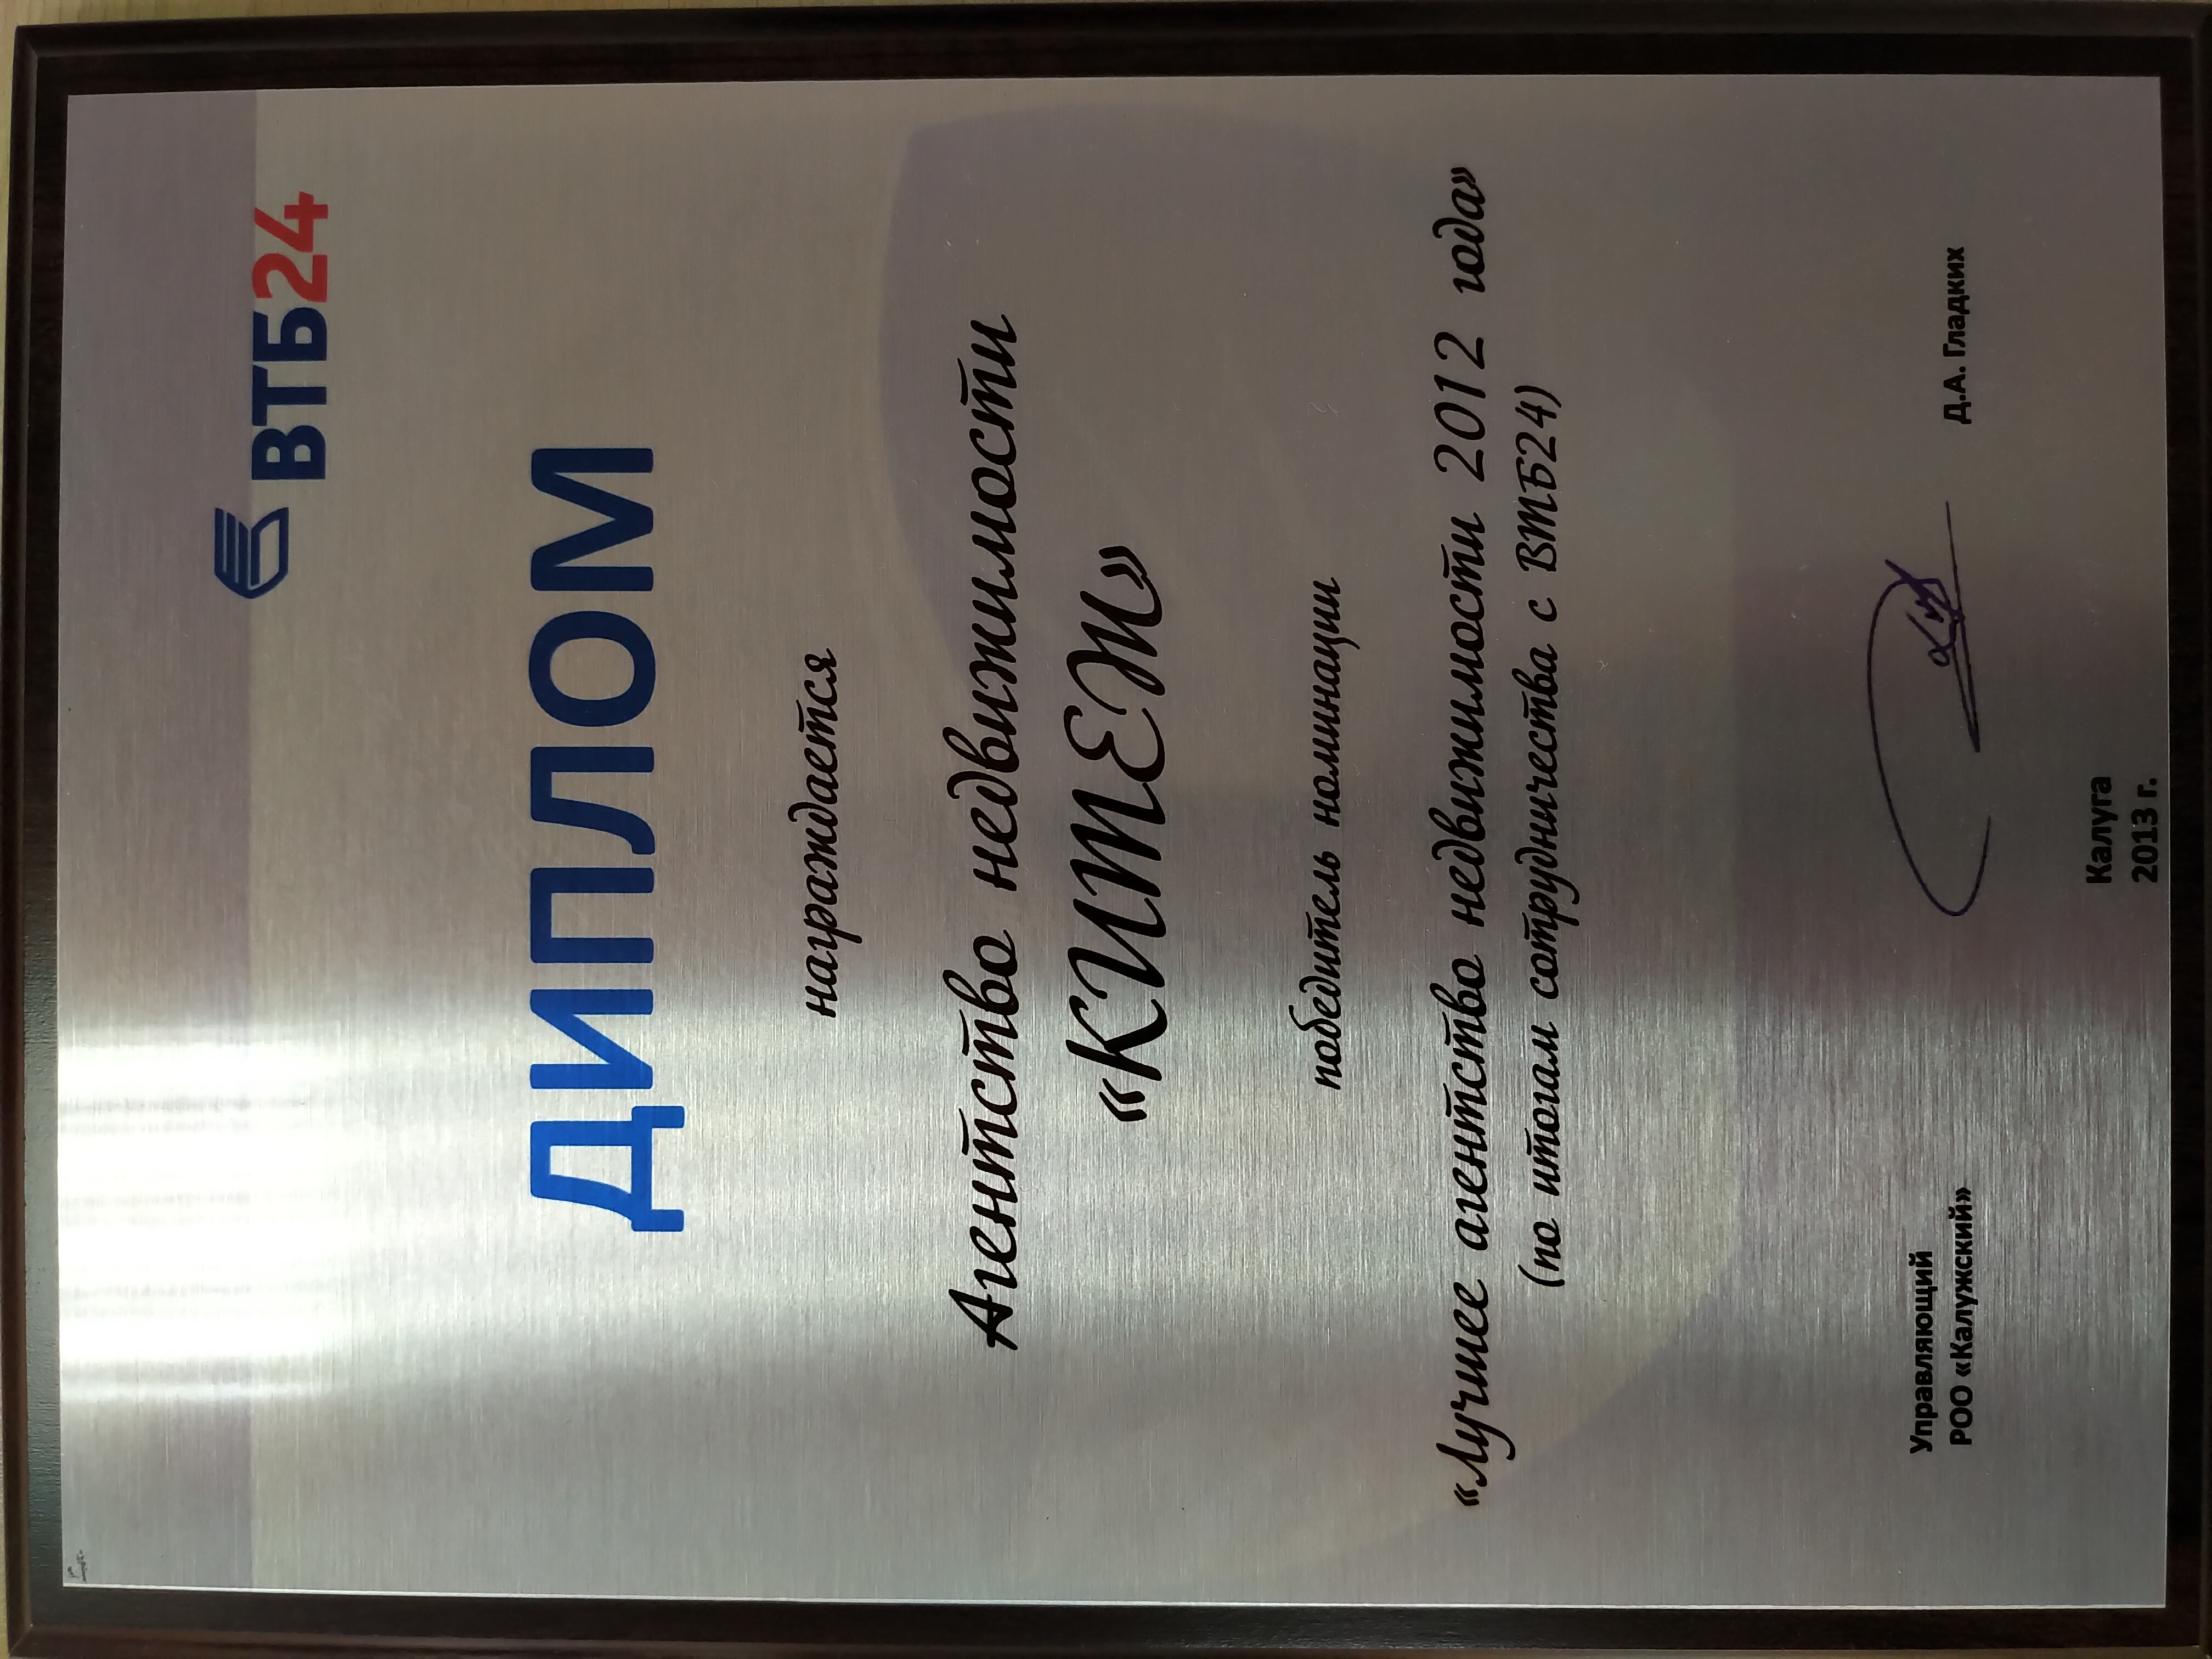 ВТБ24
ДИПЛОМ
награждается
Агентство недвижимости
«КИТЕЖ»
победитель номинации
«Лучшее агентство недвижимости 2012 года»
(по итогам сотрудничества с ВТБ24)
Управляющий
РОО «Калужский»
Д.А. Гладких
Калуга
2013 г.